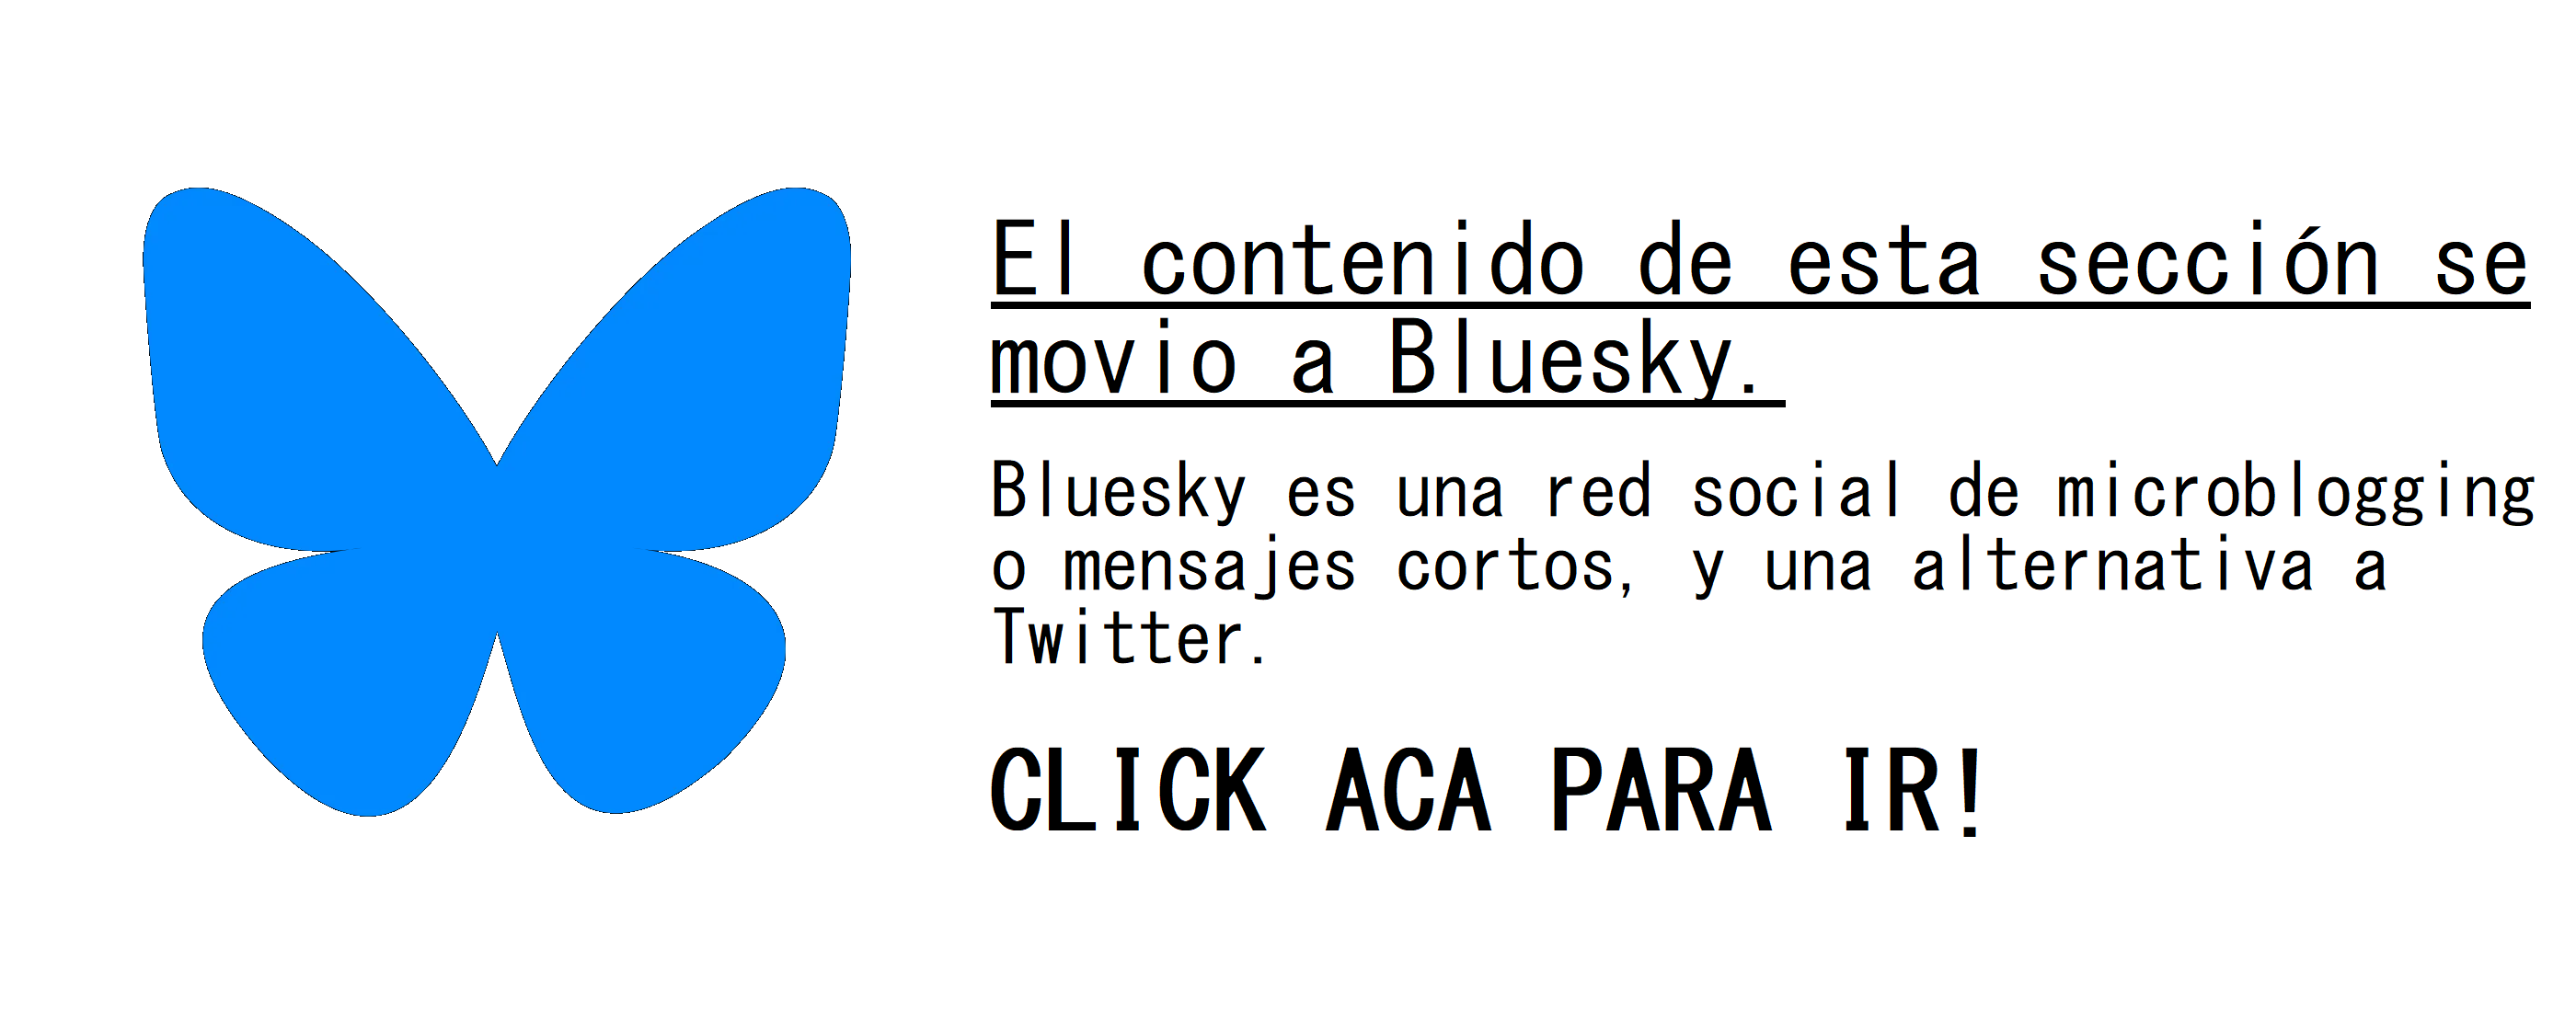 El contenido de esta sección se
movio a Bluesky.
Bluesky es una red social de microblogging
o mensajes cortos, y una alternativa a
Twitter.
CLICK ACA PARA IR!